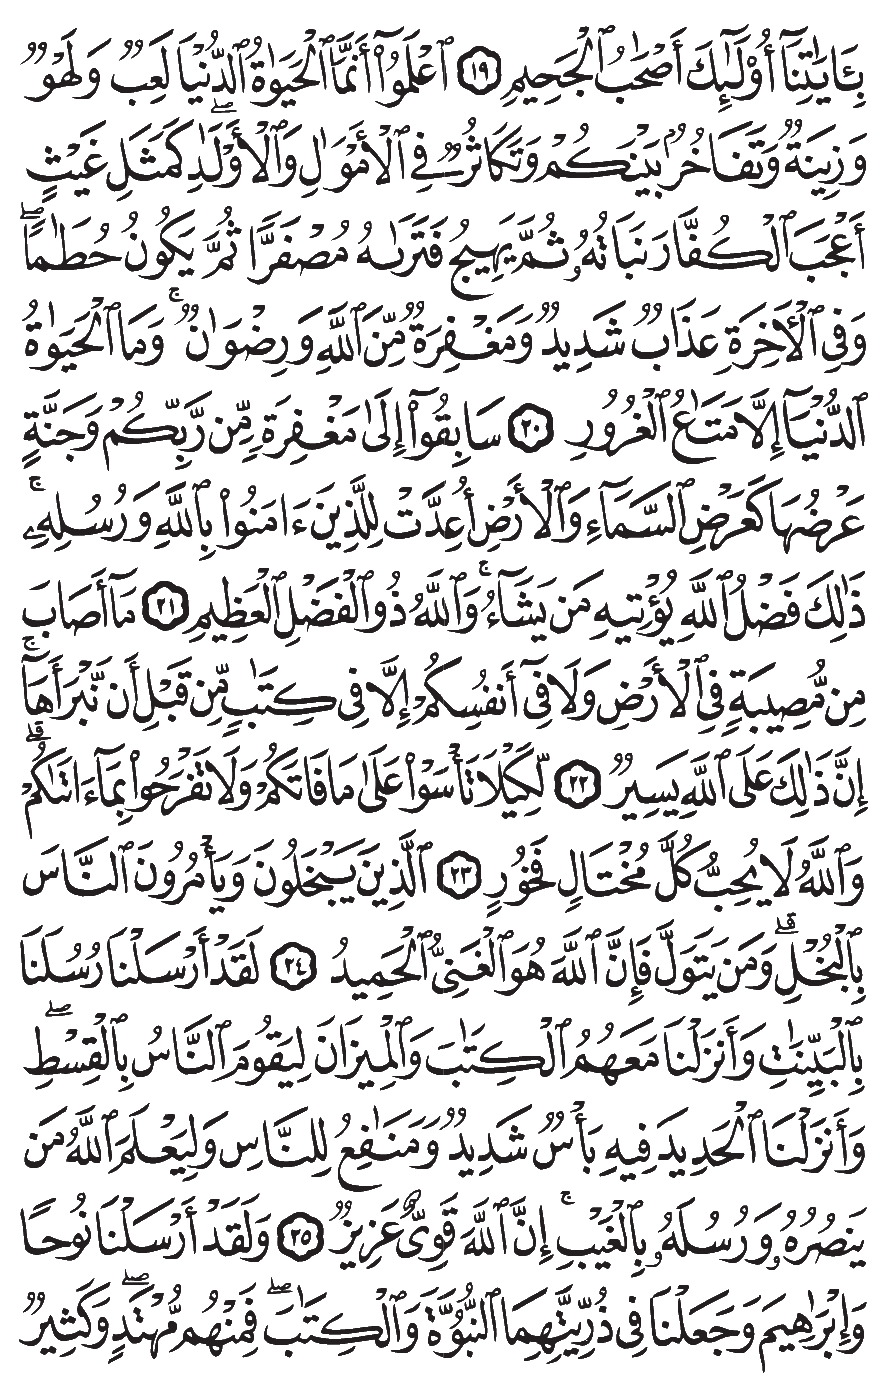 بِـَٔايَٰتِنَآ أُو۟لَٰٓئِكَ أَصْحَٰبُ ٱلْجَحِيمِ ١٩ ٱعْلَمُوٓا۟ أَنَّمَا ٱلْحَيَوٰةُ ٱلدُّنْيَا لَعِبٌ وَلَهْوٌ
وَزِينَةٌ وَتَفَاخُرٌۢ بَيْنَكُمْ وَتَكَاثُرٌ فِى ٱلْأَمْوَٰلِ وَٱلْأَوْلَٰدِ ۖ كَمَثَلِ غَيْثٍ
أَعْجَبَ ٱلْكُفَّارَ نَبَاتُهُۥ ثُمَّ يَهِيجُ فَتَرَىٰهُ مُصْفَرًّا ثُمَّ يَكُونُ حُطَٰمًا ۖ
وَفِى ٱلْءَاخِرَةِ عَذَابٌ شَدِيدٌ وَمَغْفِرَةٌ مِّنَ ٱللَّهِ وَرِضْوَٰنٌ ۚ وَمَا ٱلْحَيَوٰةُ
ٱلدُّنْيَآ إِلَّا مَتَٰعُ ٱلْغُرُورِ ٢٠ سَابِقُوٓا۟ إِلَىٰ مَغْفِرَةٍ مِّن رَّبِّكُمْ وَجَنَّةٍ
عَرْضُهَا كَعَرْضِ ٱلسَّمَآءِ وَٱلْأَرْضِ أُعِدَّتْ لِلَّذِينَ ءَامَنُوا۟ بِٱللَّهِ وَرُسُلِهِۦ ۚ
ذَٰلِكَ فَضْلُ ٱللَّهِ يُؤْتِيهِ مَن يَشَآءُ ۚ وَٱللَّهُ ذُو ٱلْفَضْلِ ٱلْعَظِيمِ ٢١ مَآ أَصَابَ
مِن مُّصِيبَةٍ فِى ٱلْأَرْضِ وَلَا فِىٓ أَنفُسِكُمْ إِلَّا فِى كِتَٰبٍ مِّن قَبْلِ أَن نَّبْرَأَهَآ ۚ
إِنَّ ذَٰلِكَ عَلَى ٱللَّهِ يَسِيرٌ ٢٢ لِّكَيْلَا تَأْسَوْا۟ عَلَىٰ مَا فَاتَكُمْ وَلَا تَفْرَحُوا۟ بِمَآ ءَاتَىٰكُمْ ۗ
وَٱللَّهُ لَا يُحِبُّ كُلَّ مُخْتَالٍ فَخُورٍ ٢٣ ٱلَّذِينَ يَبْخَلُونَ وَيَأْمُرُونَ ٱلنَّاسَ
بِٱلْبُخْلِ ۗ وَمَن يَتَوَلَّ فَإِنَّ ٱللَّهَ هُوَ ٱلْغَنِىُّ ٱلْحَمِيدُ ٢٤ لَقَدْ أَرْسَلْنَا رُسُلَنَا
بِٱلْبَيِّنَٰتِ وَأَنزَلْنَا مَعَهُمُ ٱلْكِتَٰبَ وَٱلْمِيزَانَ لِيَقُومَ ٱلنَّاسُ بِٱلْقِسْطِ ۖ
وَأَنزَلْنَا ٱلْحَدِيدَ فِيهِ بَأْسٌ شَدِيدٌ وَمَنَٰفِعُ لِلنَّاسِ وَلِيَعْلَمَ ٱللَّهُ مَن
يَنصُرُهُۥ وَرُسُلَهُۥ بِٱلْغَيْبِ ۚ إِنَّ ٱللَّهَ قَوِىٌّ عَزِيزٌ ٢٥ وَلَقَدْ أَرْسَلْنَا نُوحًا
وَإِبْرَٰهِيمَ وَجَعَلْنَا فِى ذُرِّيَّتِهِمَا ٱلنُّبُوَّةَ وَٱلْكِتَٰبَ ۖ فَمِنْهُم مُّهْتَدٍ ۖ وَكَثِيرٌ